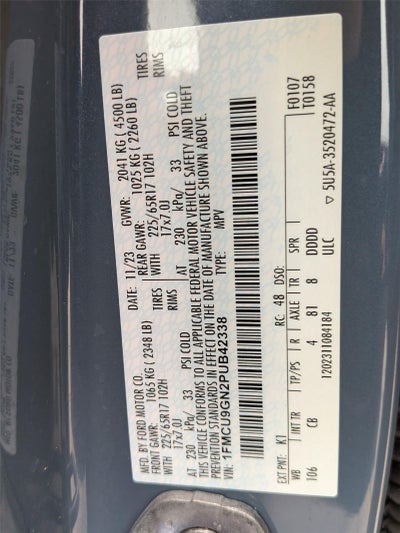 MFD. BY FORD MOTOR CO.
DATE: 11/23 GVWR: 2041 KG (4500 LB)
FRONT GAWR: 1065 KG (2348 LB) REAR GAWR: 1025 KG (2260 LB)
WITH 225/65R17 102H TIRES WITH 225/65R17 102H TIRES
17x7.0J RIMS 17x7.0J RIMS
AT 230 kPa/ 33 PSI COLD AT 230 kPa/ 33 PSI COLD
THIS VEHICLE CONFORMS TO ALL APPLICABLE FEDERAL MOTOR VEHICLE SAFETY AND THEFT
PREVENTION STANDARDS IN EFFECT ON THE DATE OF MANUFACTURE SHOWN ABOVE.
1FMCU9GN2PUB42338 TYPE: MPV
F0107
T0158
EXT PNT: K1 RC: 48 DSO:
WB TP/PS R AXLE TR SPR
106 CB 4 81 8 DDDD
1202311084184 ULC
5U5A-3520472-AA